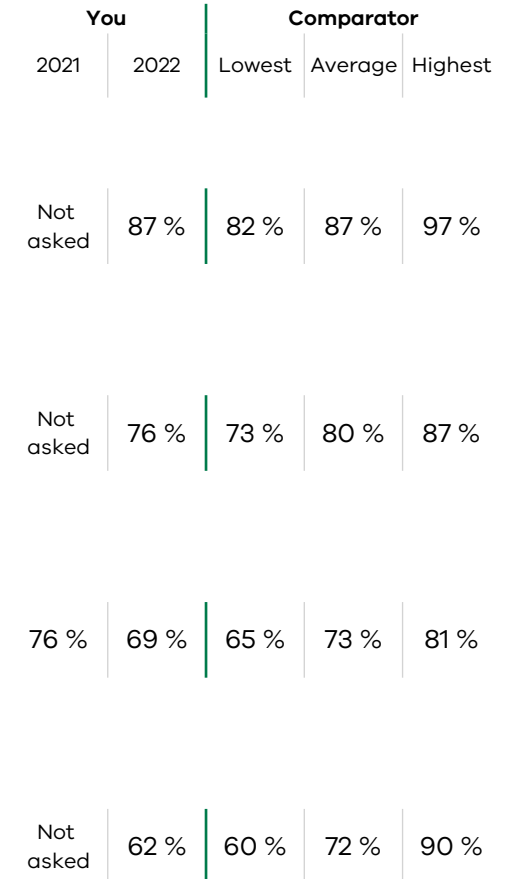 You Comparator
2021 2022 Lowest Average Highest
Not asked 87 % 82 % 87 % 97 %
Not asked 76 % 73 % 80 % 87 %
76 % 69 % 65 % 73 % 81 %
Not asked 62 % 60 % 72 % 90 %